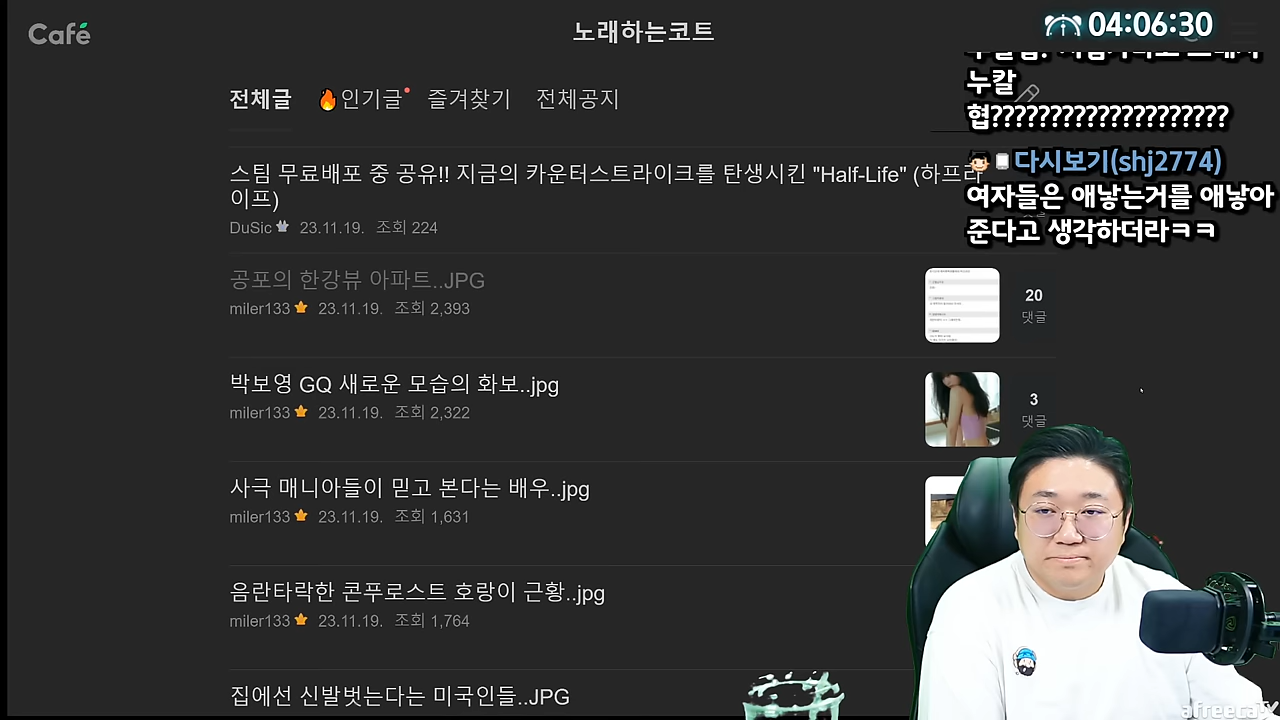 Café
노래하는코트
04:06:30
전체글
🔥인기글
즐겨찾기
전체공지
누칼
협????????????????????
다시보기(shj2774)
여자들은 애낳는거를 애낳아
준다고 생각하더라ㅋㅋ
스팀 무료배포 중 공유!! 지금의 카운터스트라이크를 탄생시킨 "Half-Life" (하프라
이프)
DuSic 23.11.19. 조회 224
공포의 한강뷰 아파트..JPG
miler133 23.11.19. 조회 2,393
20
댓글
박보영 GQ 새로운 모습의 화보..jpg
miler133 23.11.19. 조회 2,322
3
댓글
사극 매니아들이 믿고 본다는 배우..jpg
miler133 23.11.19. 조회 1,631
음란타락한 콘푸로스트 호랑이 근황..jpg
miler133 23.11.19. 조회 1,764
집에선 신발벗는다는 미국인들..JPG
afreecaTV